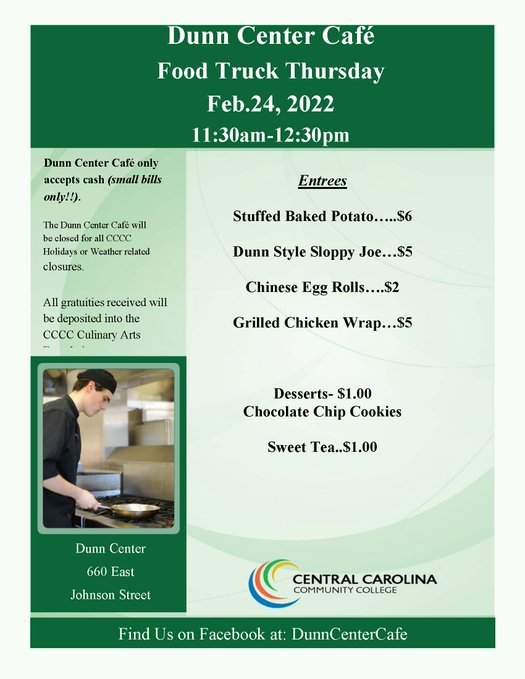 Dunn Center Café
Food Truck Thursday
Feb.24, 2022
11:30am-12:30pm
Dunn Center Café only
accepts cash (small bills
only!!).
The Dunn Center Café will
be closed for all CCCC
Holidays or Weather related
closures.
All gratuities received will
be deposited into the
CCCC Culinary Arts
Entrees
Stuffed Baked Potato…..$6
Dunn Style Sloppy Joe…$5
Chinese Egg Rolls….$2
Grilled Chicken Wrap…$5
Desserts- $1.00
Chocolate Chip Cookies
Sweet Tea..$1.00
Dunn Center
660 East
Johnson Street
CENTRAL CAROLINA
COMMUNITY COLLEGE
Find Us on Facebook at: DunnCenterCafe